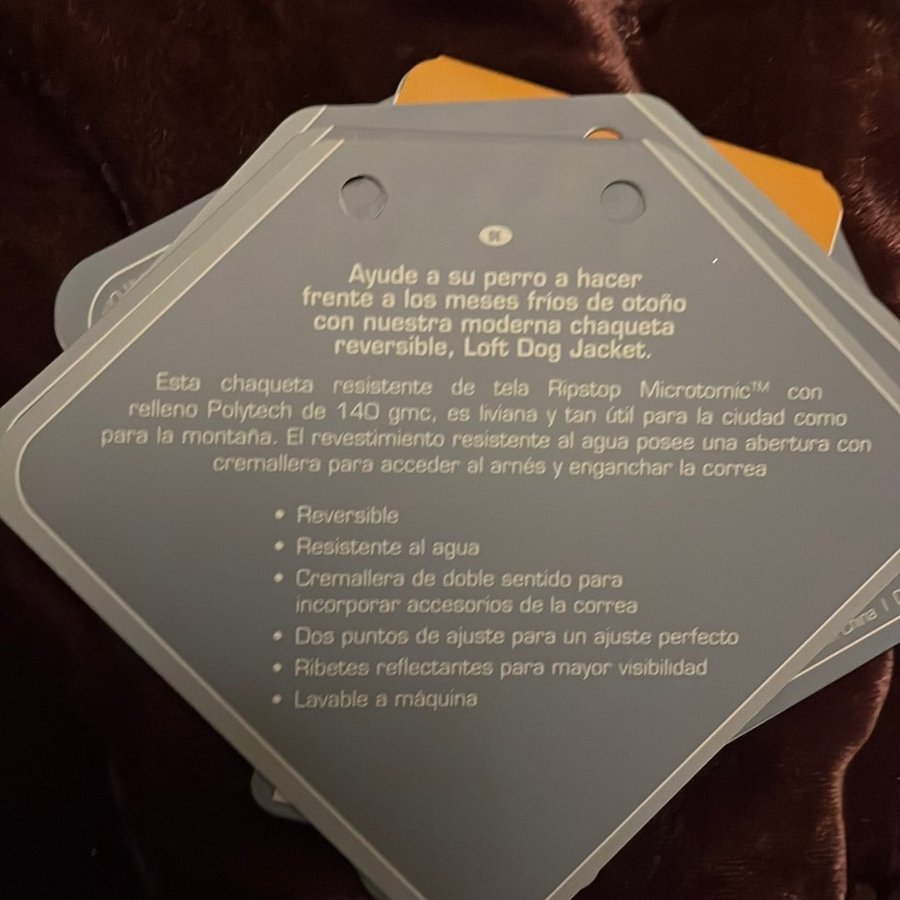 Ayude a su perro a hacer
frente a los meses fríos de otoño
con nuestra moderna chaqueta
reversible, Loft Dog Jacket.
Esta chaqueta resistente de tela Ripstop Microtomic™ con
relleno Polytech de 140 gmc, es liviana y tan útil para la ciudad como
para la montaña. El revestimiento resistente al agua posee una abertura con
cremallera para acceder al arnés y enganchar la correa
• Reversible
• Resistente al agua
• Cremallera de doble sentido para
incorporar accesorios de la correa
• Dos puntos de ajuste para un ajuste perfecto
• Ribetes reflectantes para mayor visibilidad
• Lavable a máquina